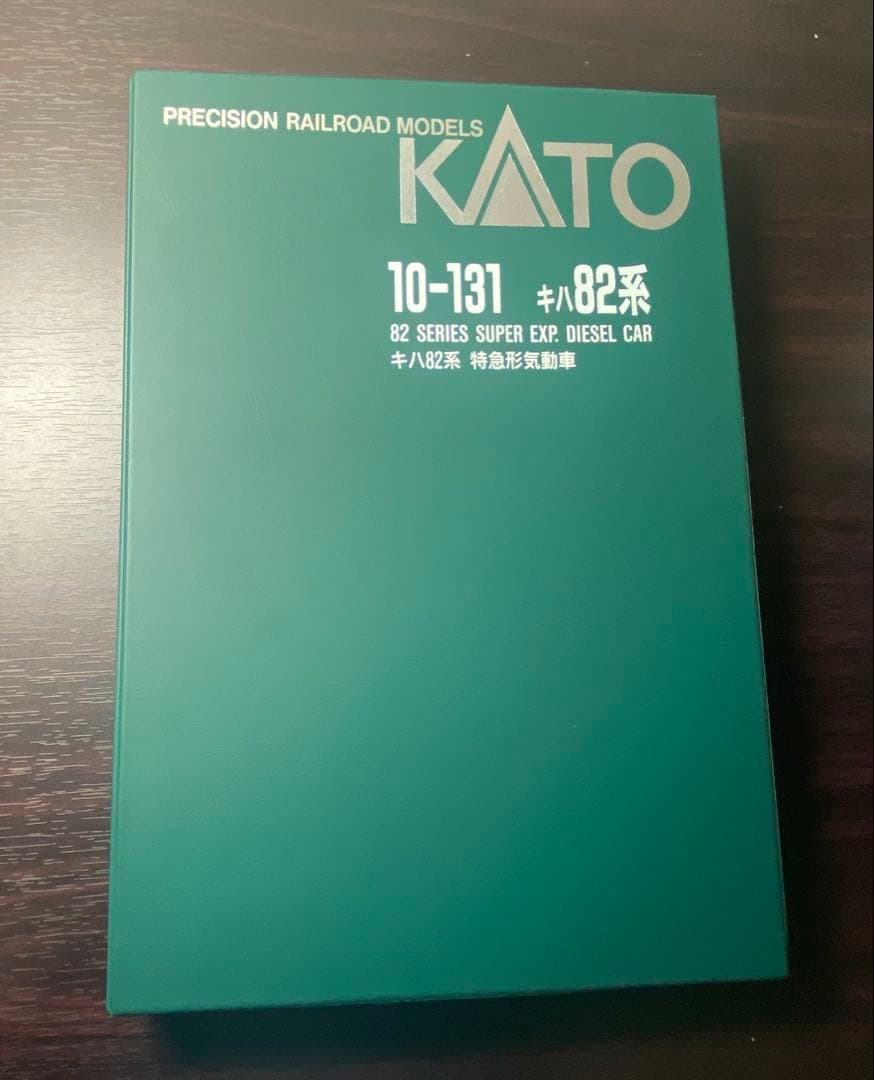 PRECISION RAILROAD MODELS
KATO
10-131 キハ82系
82 SERIES SUPER EXP. DIESEL CAR
キハ82系 特急形気動車